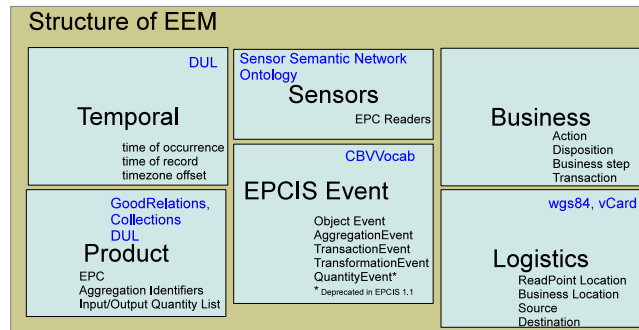 Structure of EEM
DUL
Temporal
time of occurrence
time of record
timezone offset
Sensor Semantic Network
Ontology
Sensors
EPC Readers
Business
Action
Disposition
Business step
Transaction
GoodRelations,
Collections
DUL
Product
EPC
Aggregation Identifiers
Input/Output Quantity List
CBVVocab
EPCIS Event
Object Event
AggregationEvent
TransactionEvent
TransformationEvent
QuantityEvent*
* Deprecated in EPCIS 1.1
wgs84, vCard
Logistics
ReadPoint Location
Business Location
Source
Destination